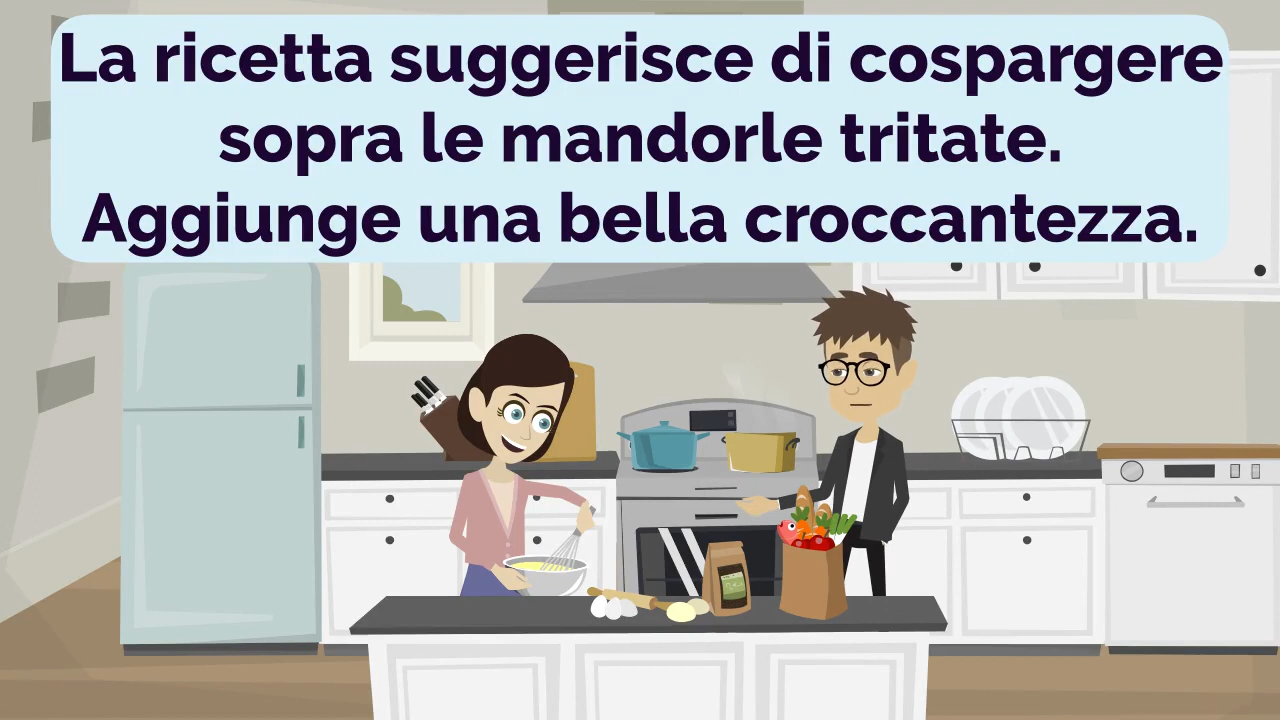 La ricetta suggerisce di cospargere
sopra le mandorle tritate.
Aggiunge una bella croccantezza.